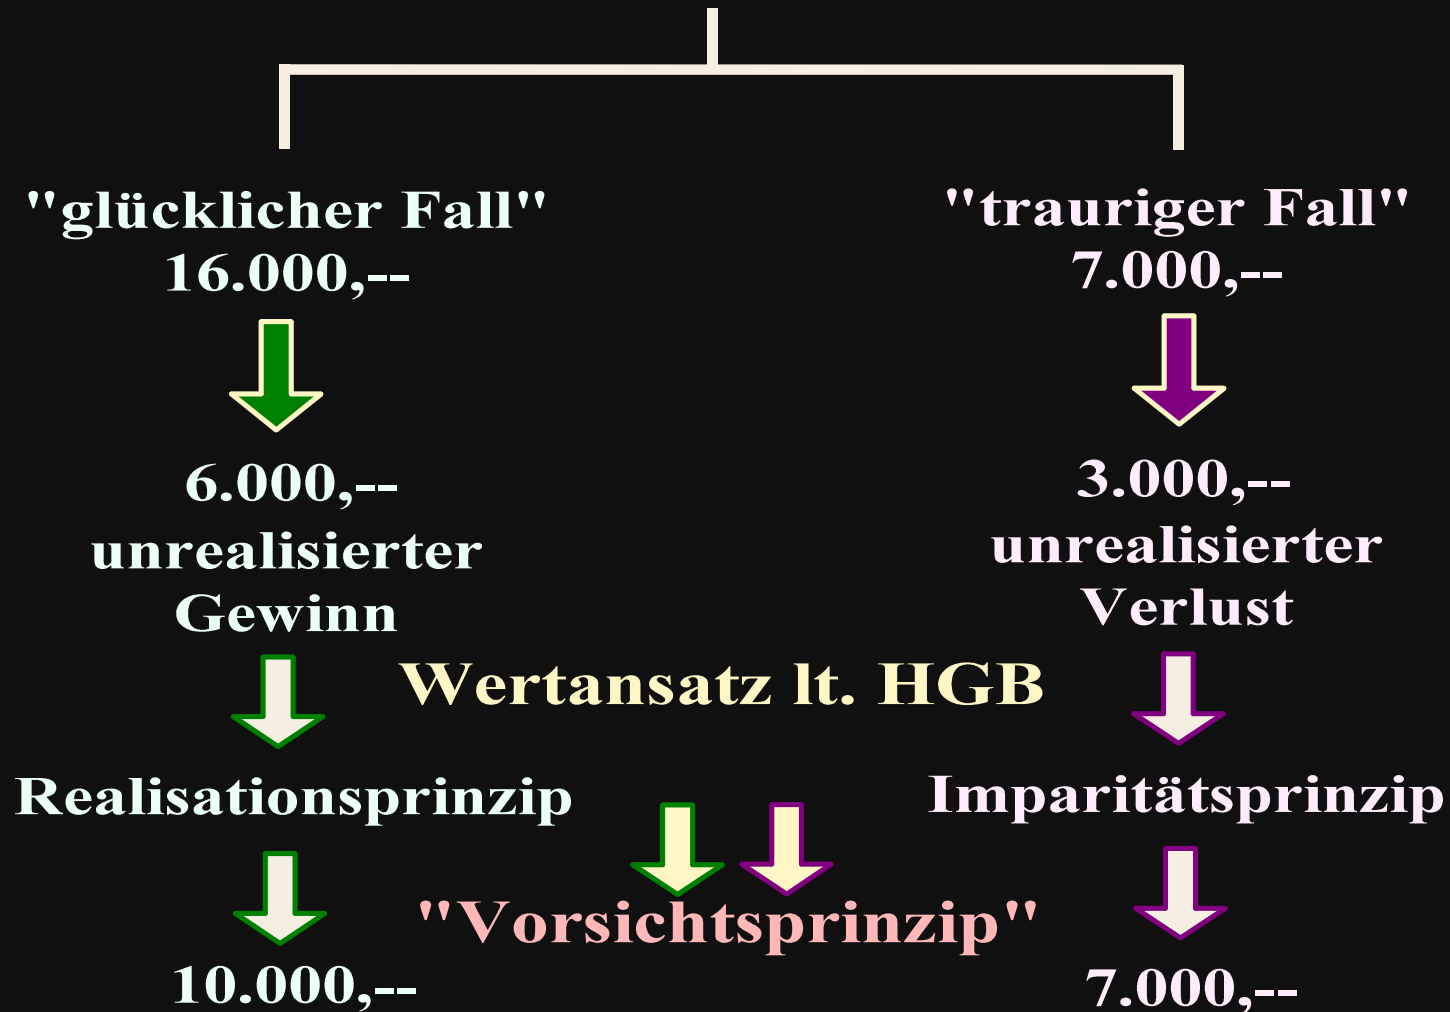 "glücklicher Fall"
16.000,--
6.000,--
unrealisierter
Gewinn
Realisationsprinzip
10.000,--
Wertansatz lt. HGB
"Vorsichtsprinzip"
"trauriger Fall"
7.000,--
3.000,--
unrealisierter
Verlust
Imparitätsprinzip
7.000,--